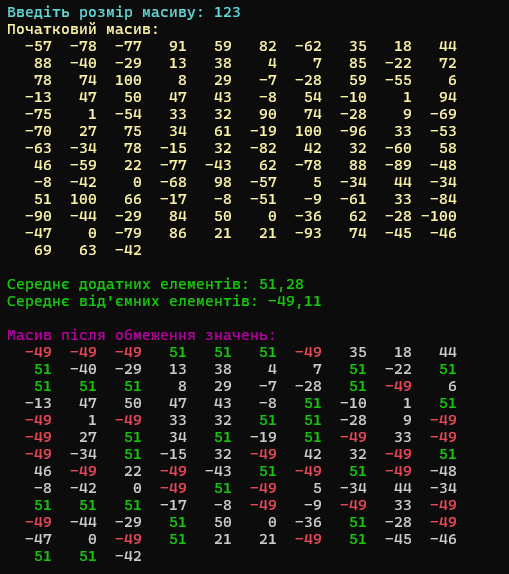 Введіть розмір масиву: 123
Початковий масив:
-57 -78 -77 91 59 82 -62 35 18 44
88 -40 -29 13 38 4 7 85 -22 72
78 74 100 8 29 -7 -28 59 -55 6
-13 47 50 47 43 -8 54 -10 1 94
-75 1 -54 33 32 90 74 -28 9 -69
-70 27 75 34 61 -19 100 -96 33 -53
-63 -34 78 -15 32 -82 42 32 -60 58
46 -59 22 -77 -43 62 -78 88 -89 -48
-8 -42 0 -68 98 -57 5 -34 44 -34
51 100 66 -17 -8 -51 -9 -61 33 -84
-90 -44 -29 84 50 0 -36 62 -28 -100
-47 0 -79 86 21 21 -93 74 -45 -46
69 63 -42
Середнє додатних елементів: 51,28
Середнє від'ємних елементів: -49,11
Масив після обмеження значень:
-49 -49 -49 51 51 51 -49 35 18 44
51 -40 -29 13 38 4 7 51 -22 51
51 51 51 8 29 -7 -28 51 -49 6
-13 47 50 47 43 -8 51 -10 1 51
-49 1 -49 33 32 51 51 -28 9 -49
-49 27 51 34 51 -19 51 -49 33 -49
-49 -34 51 -15 32 -49 42 32 -49 51
46 -49 22 -49 -43 51 -49 51 -49 -48
-8 -42 0 -49 51 -49 5 -34 44 -34
51 51 51 -17 -8 -49 -9 -49 33 -49
-49 -44 -29 51 50 0 -36 51 -28 -49
-47 0 -49 51 21 21 -49 51 -45 -46
51 51 -42